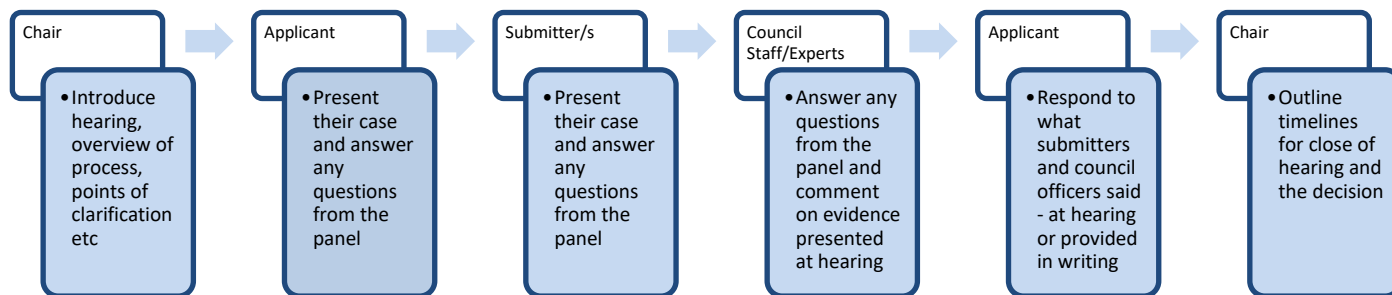 Chair
•Introduce
hearing,
overview of
process,
points of
clarification
etc
Applicant
•Present
their case
and answer
any
questions
from the
panel
Submitter/s
•Present
their case
and answer
any
questions
from the
panel
Council
Staff/Experts
•Answer any
questions
from the
panel and
comment
on evidence
presented
at hearing
Applicant
•Respond to
what
submitters
and council
officers said
- at hearing
or provided
in writing
Chair
•Outline
timelines
for close of
hearing and
the decision